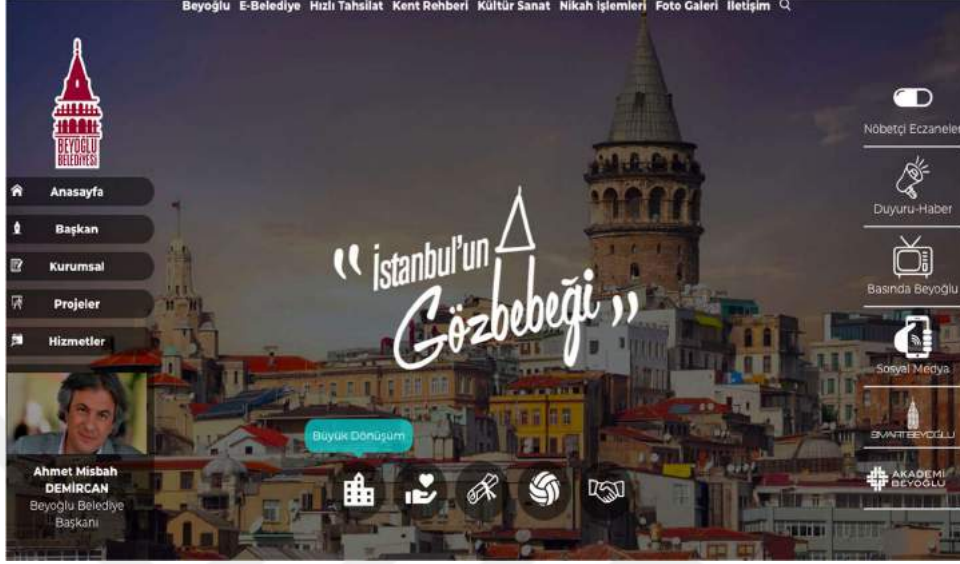 Beyoğlu E-Belediye Hızlı Tahsilat Kent Rehberi Kültür Sanat Nikah İşlemleri Foto Galeri İletişim
BEYOĞLU
BELEDİYESİ
Anasayfa
Başkan
Kurumsal
Projeler
Hizmetler
Ahmet Misbah
DEMİRCAN
Beyoğlu Belediye
Başkanı
“ İstanbul'un
Gözbebeği ”
Büyük Dönüşüm
Nöbetçi Eczaneler
Duyuru-Haber
Basında Beyoğlu
Sosyal Medya
SMARTBEYOĞLU
AKADEMİ
BEYOĞLU